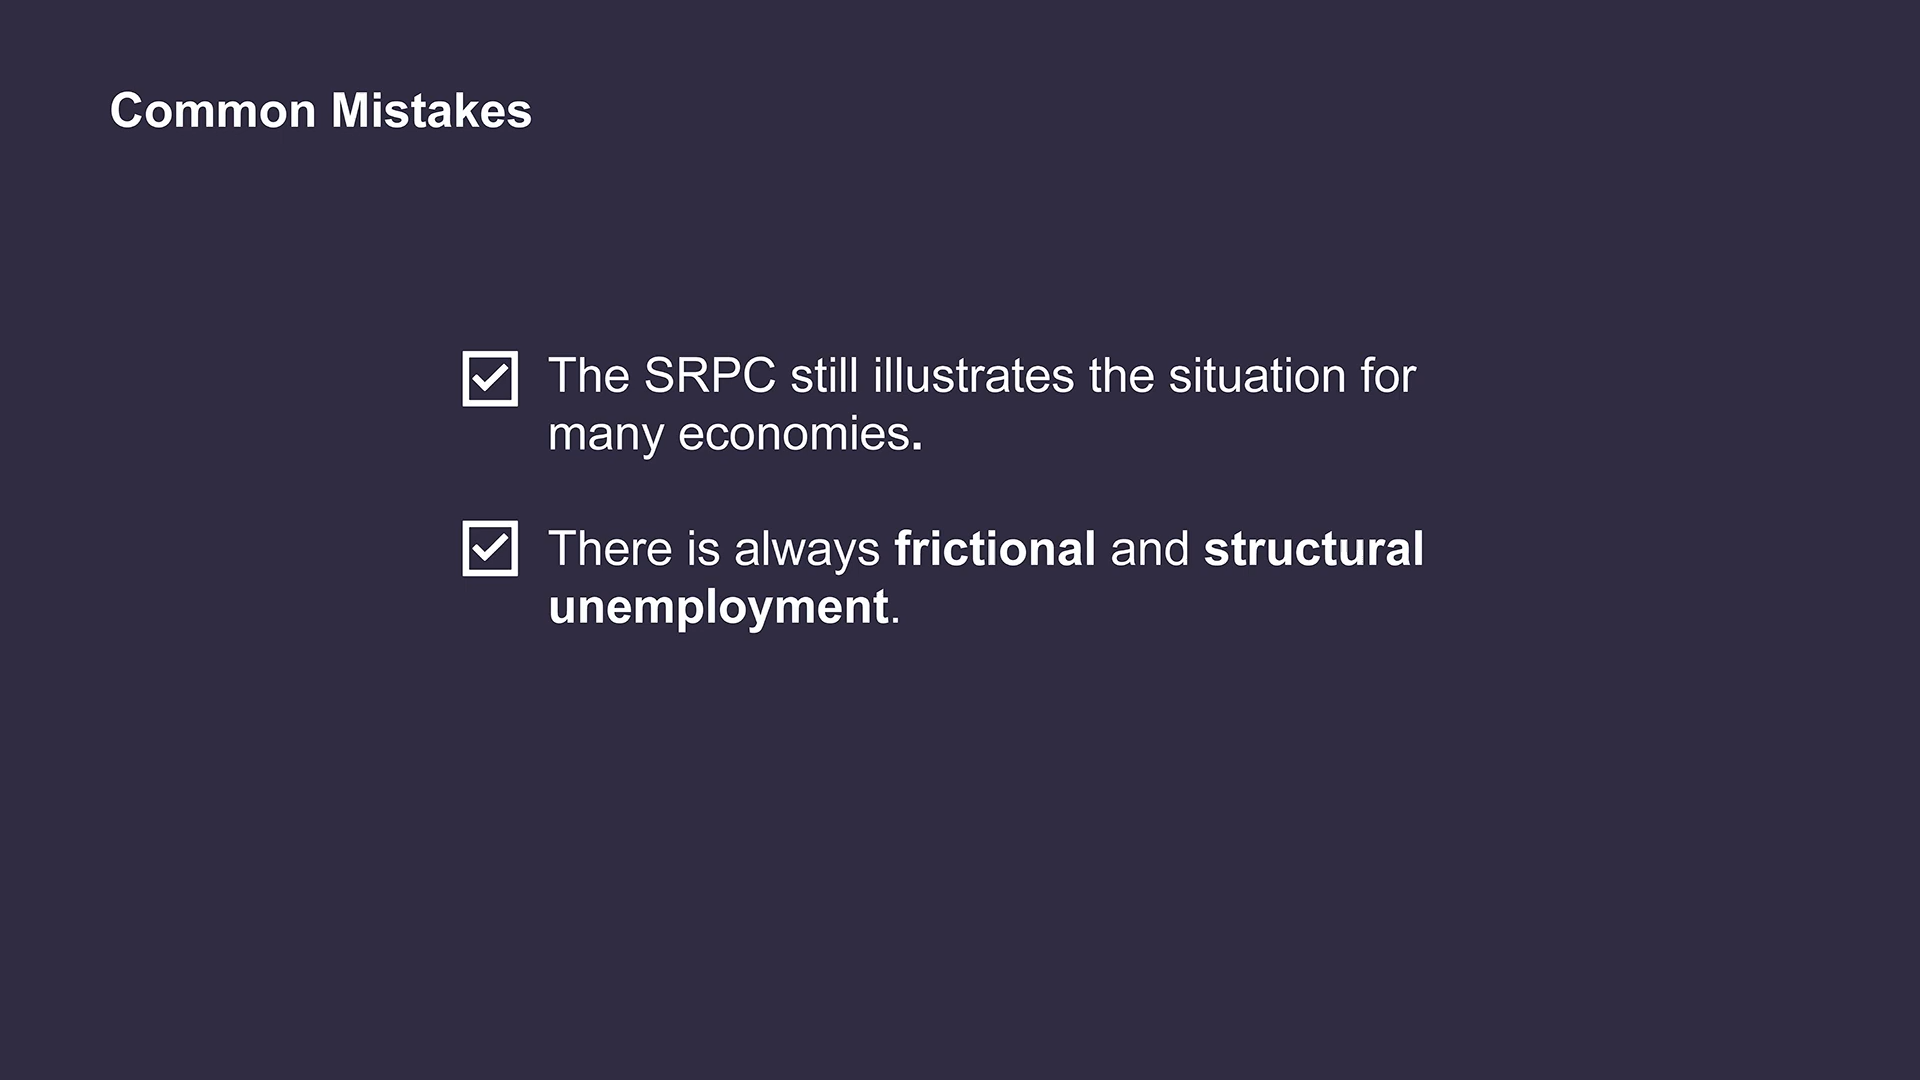 Common Mistakes
The SRPC still illustrates the situation for
many economies.
There is always frictional and structural
unemployment.